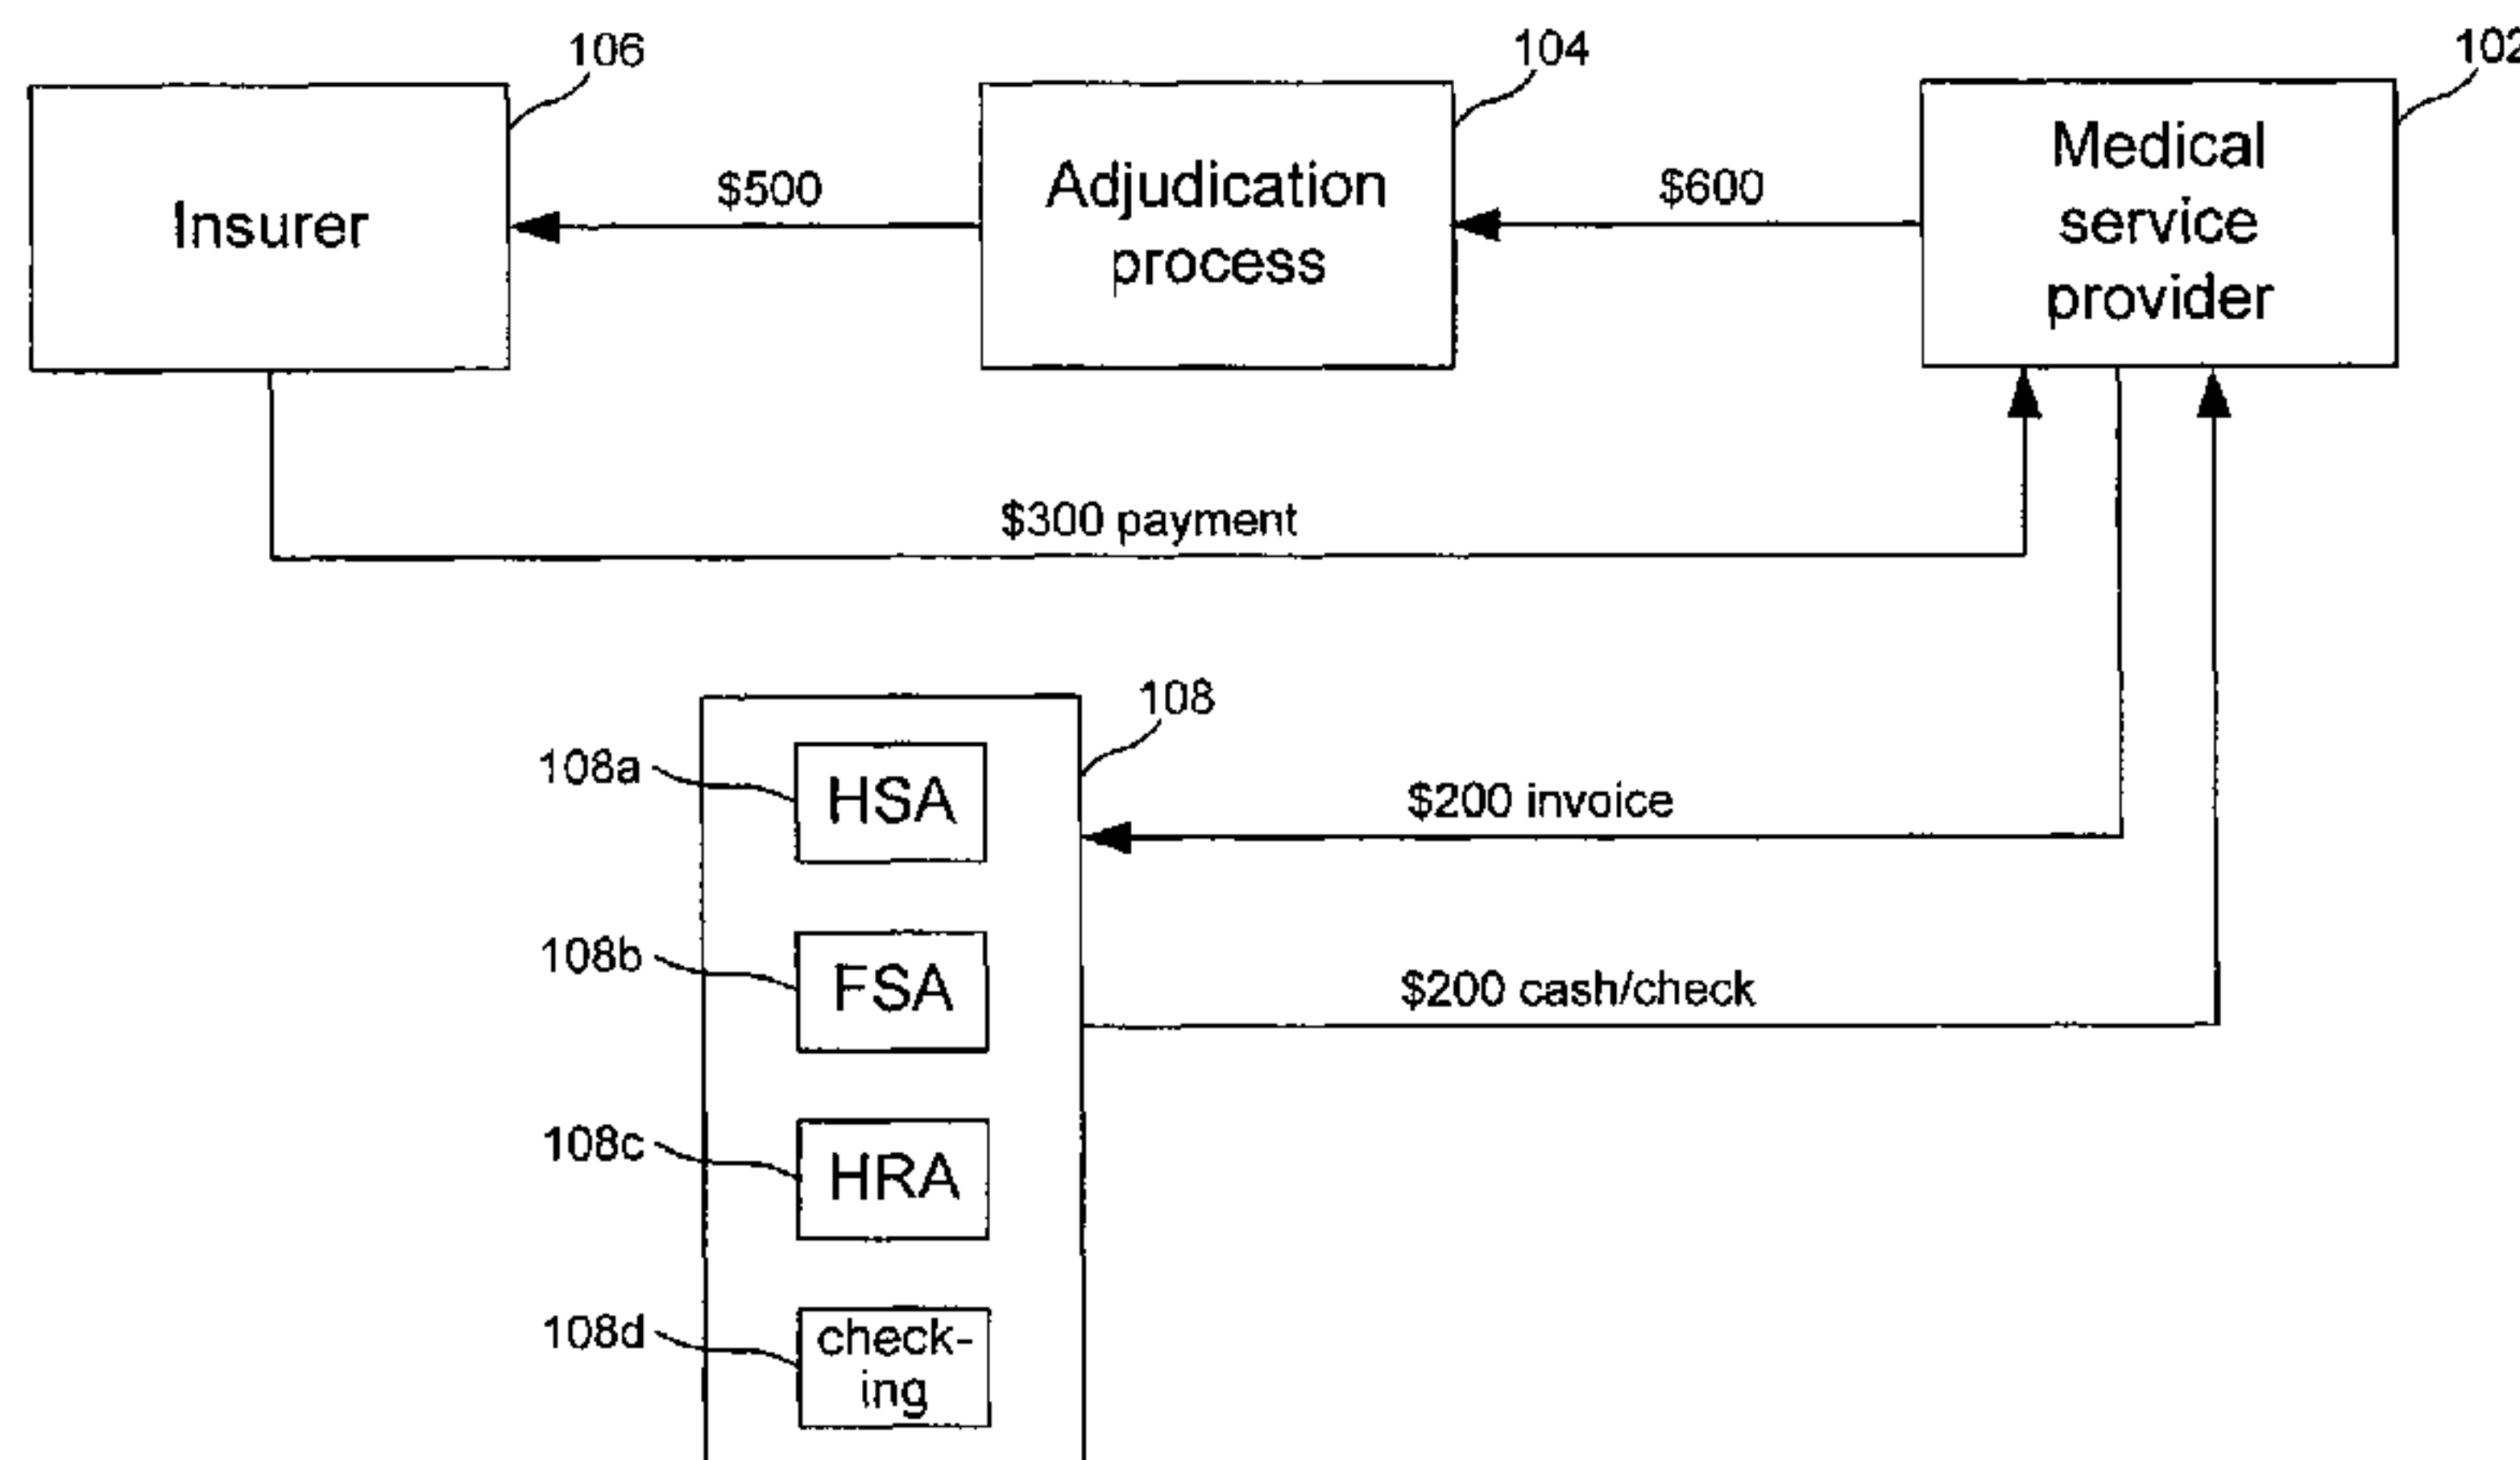 106
104
102
Insurer
$500
Adjudication
process
$600
Medical
service
provider
$300 payment
108
108a
HSA
$200 invoice
108b
FSA
$200 cash/check
108c
HRA
108d
check-
ing